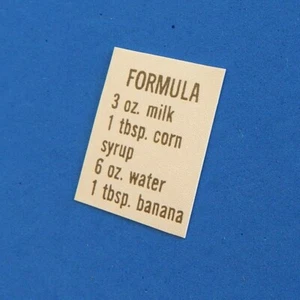 FORMULA
3 oz. milk
1 tbsp. corn
syrup
6 oz. water
1 tbsp. banana